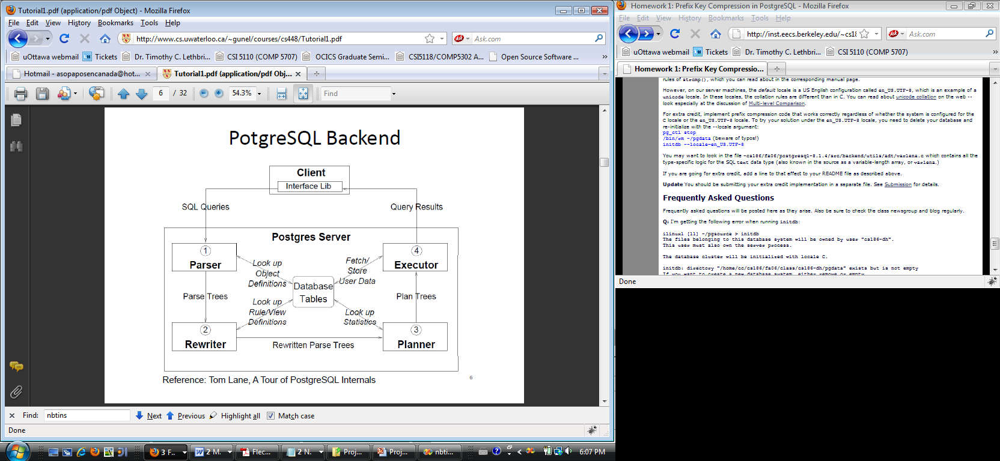 Tutorial1.pdf (application/pdf Object) - Mozilla Firefox
File Edit View History Bookmarks Tools Help
http://www.cs.uwaterloo.ca/~gunel/courses/cs448/Tutorial1.pdf
Ask Ask.com
uOttawa webmail Tickets Dr. Timothy C. Lethbri... CSI 5110 (COMP 5707) OCICS Graduate Semi... CSI5118/COMP5302 A... Open Source Software ... »
Hotmail - asopaposencanada@hot... Tutorial1.pdf (application/pdf Obj...
6 / 32 54.3% Find
PotgreSQL Backend
Client
Interface Lib
SQL Queries
Query Results
Postgres Server
1
Parser
4
Executor
Look up
Object
Definitions
Fetch/
Store
User Data
Database
Tables
Parse Trees
Plan Trees
Look up
Rule/View
Definitions
Look up
Statistics
2
Rewriter
3
Planner
Rewritten Parse Trees
Reference: Tom Lane, A Tour of PostgreSQL Internals
6
Find: nbtins Next Previous Highlight all Match case
Done
3 F.. 2 M. Flec... 2 N. Proj... Proj... nbti... 6:07 PM
Homework 1: Prefix Key Compression in PostgreSQL - Mozilla Firefox
File Edit View History Bookmarks Tools Help
http://inst.eecs.berkeley.edu/~cs18
Ask Ask.com
uOttawa webmail Tickets Dr. Timothy C. Lethbri... CSI 5110 (COMP 5707) »
Homework 1: Prefix Key Compressio...
rules of strcmp(), which you can read about in the corresponding manual page.
However, on our server machines, the default locale is a US English configuration called en_US.UTF-8, which is an example of a
unicode locale. In these locales, the collation rules are different than in C. You can read about unicode collation on the web --
look especially at the discussion of Multi-level Comparison.
For extra credit, implement prefix compression code that works correctly regardless of whether the system is configured for the
C locale or the en_US.UTF-8 locale. To try your solution under the en_US.UTF-8 locale, you need to delete your database and
re-initialize with the --locale argument:
pg_ctl stop
/bin/rm ~/pgdata (beware of typos!)
initdb --locale=en_US.UTF-8
You may want to look in the file ~cs186/fa06/postgresql-8.1.4/src/backend/utils/adt/varlena.c which contains all the
type-specific logic for the SQL text data type (also known in the source as a variable-length array, or varlena.)
If you are going for extra credit, add a line to that effect to your README file as described above.
Update You should be submitting your extra credit implementation in a separate file. See Submission for details.
Frequently Asked Questions
Frequently asked questions will be posted here as they arise. Also be sure to check the class newsgroup and blog regularly.
Q: I'm getting the following error when running initdb:
ilinux1 [11] ~/pgsource > initdb
The files belonging to this database system will be owned by user "cs186-dh".
This user must also own the server process.
The database cluster will be initialized with locale C.
initdb: directory "/home/cc/cs186/fa06/class/cs186-dh/pgdata" exists but is not empty
If you want to create a new database system, either remove or empty
Done